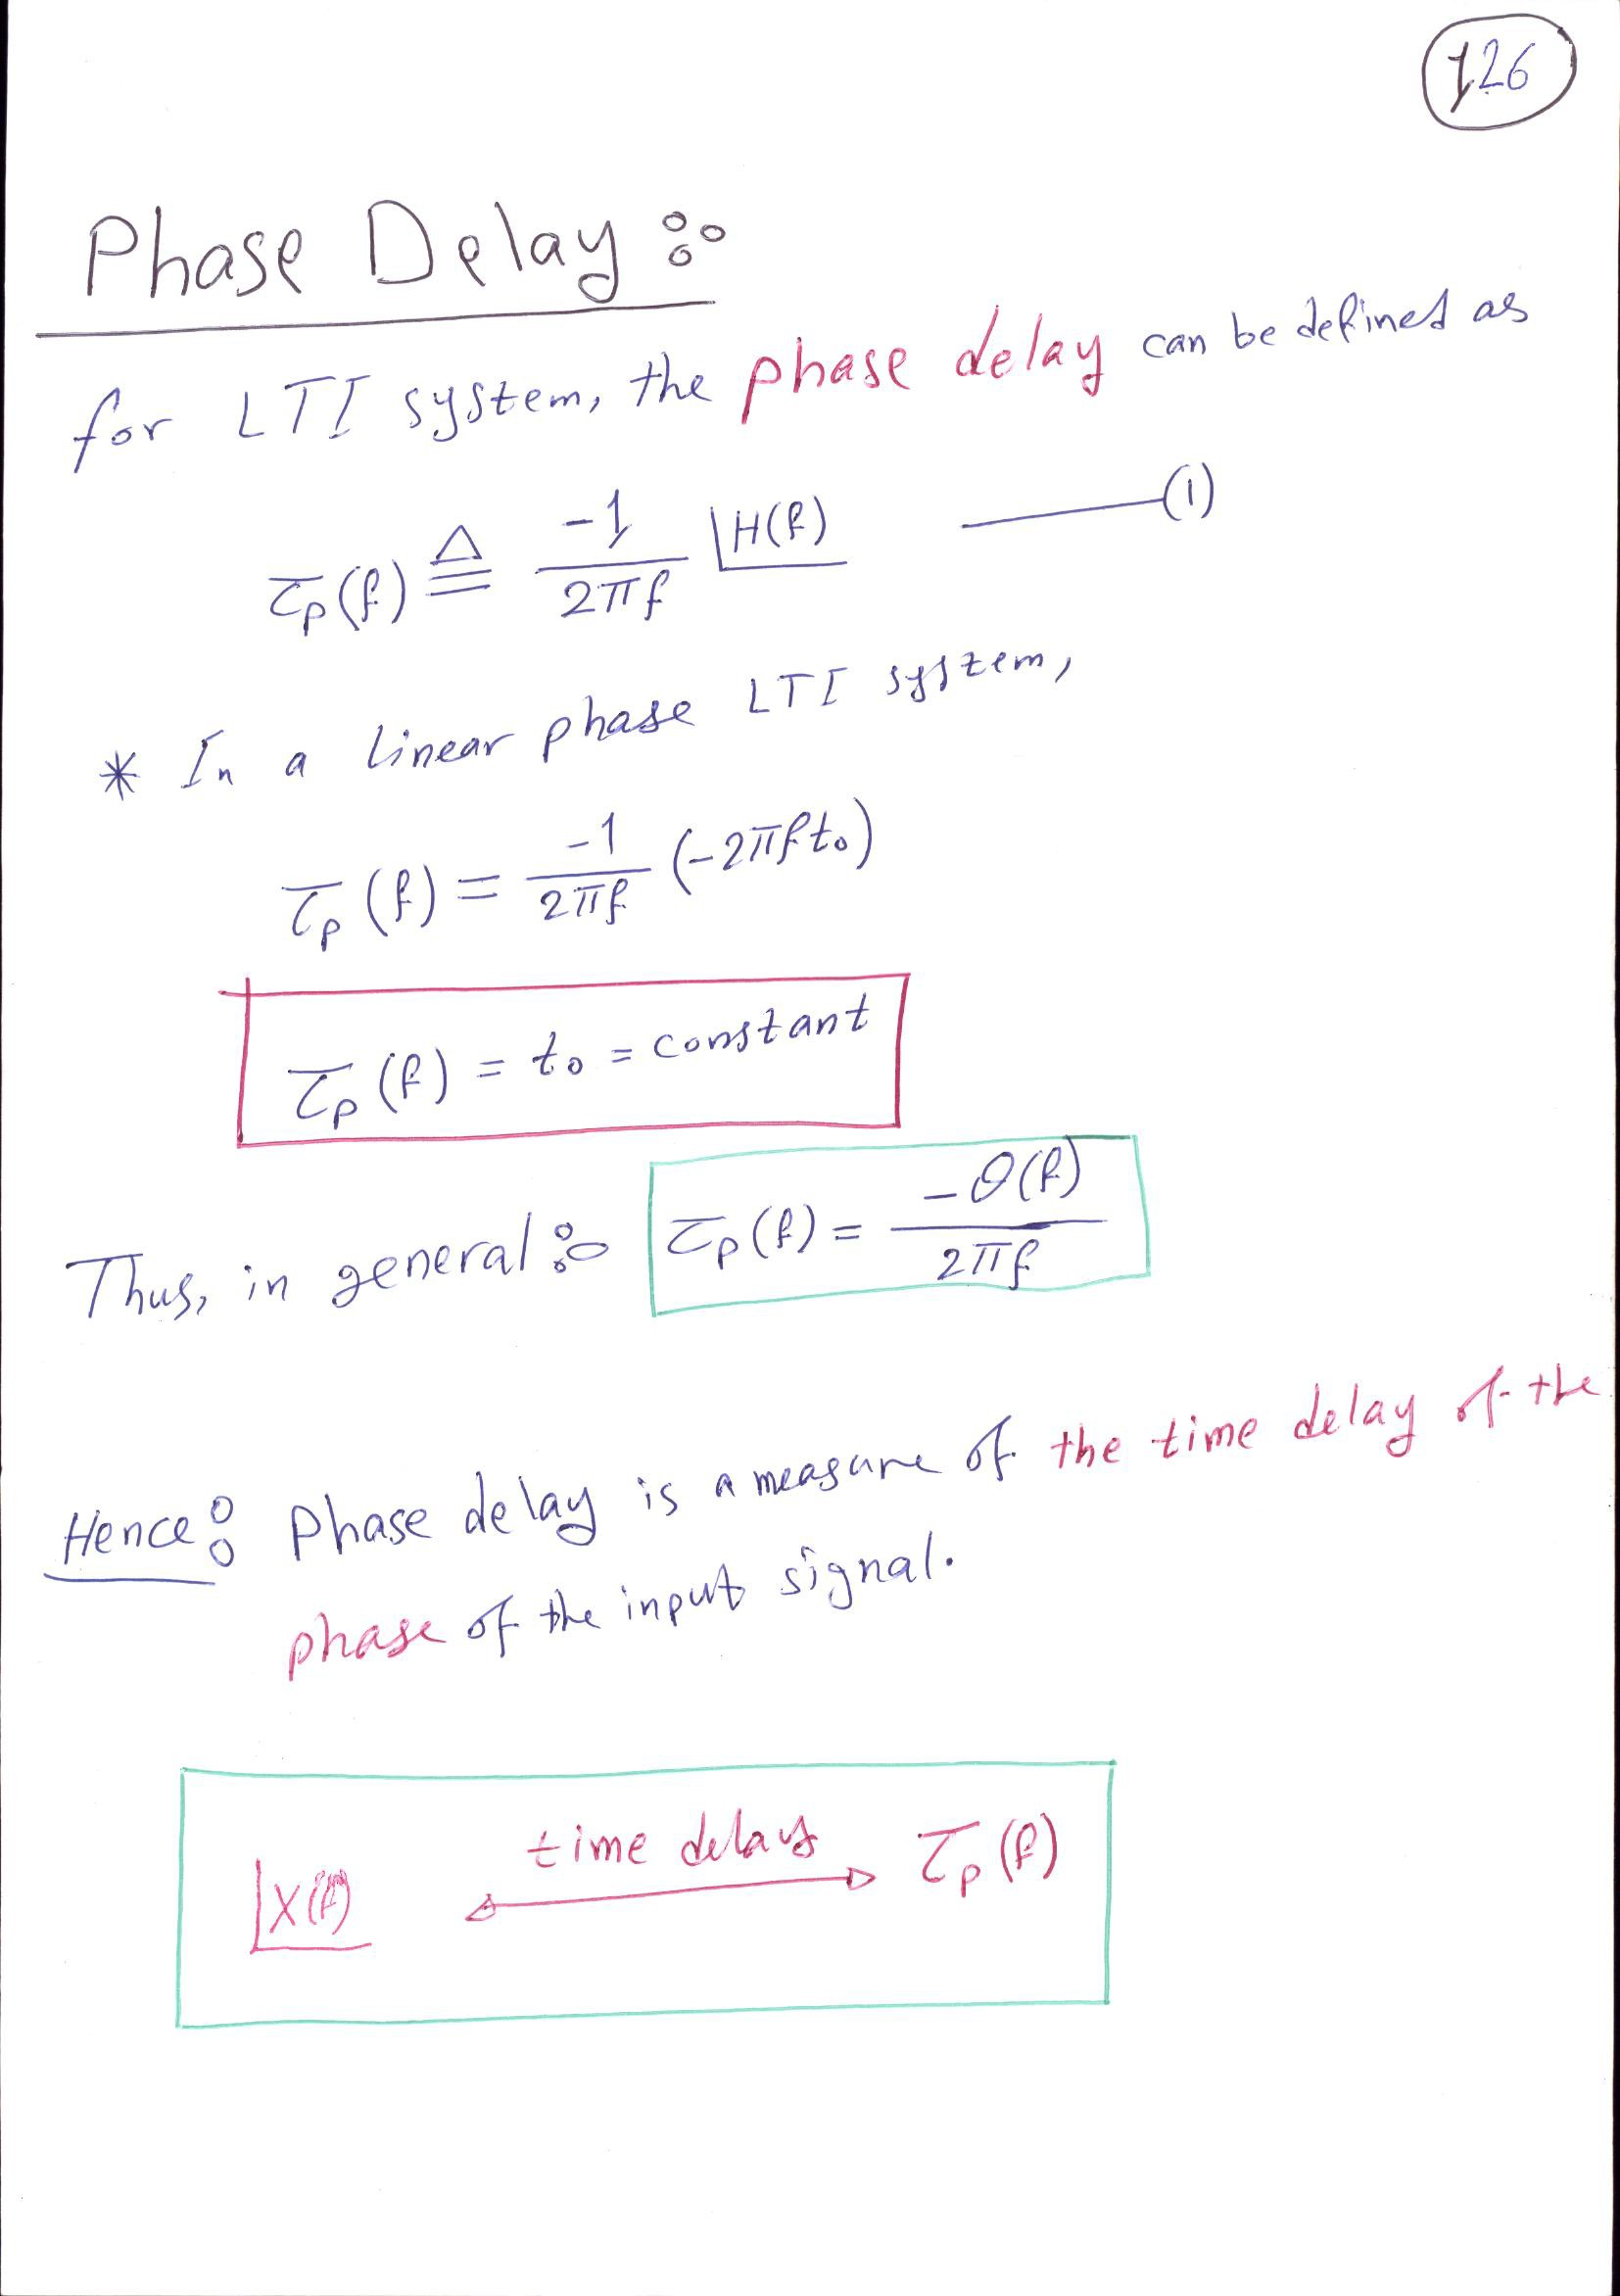 126
Phase Delay :
for LTI system, the phase delay can be defined as
τp(f) ≜ -1/2πf ∠H(f) ——(1)
* In a linear phase LTI system,
τp(f) = -1/2πf (-2πft₀)
τp(f) = t₀ = constant
Thus, in general : τp(f) = -θ(f)/2πf
Hence : Phase delay is a measure of the time delay of the
phase of the input signal.
∠X(f) time delay τp(f)